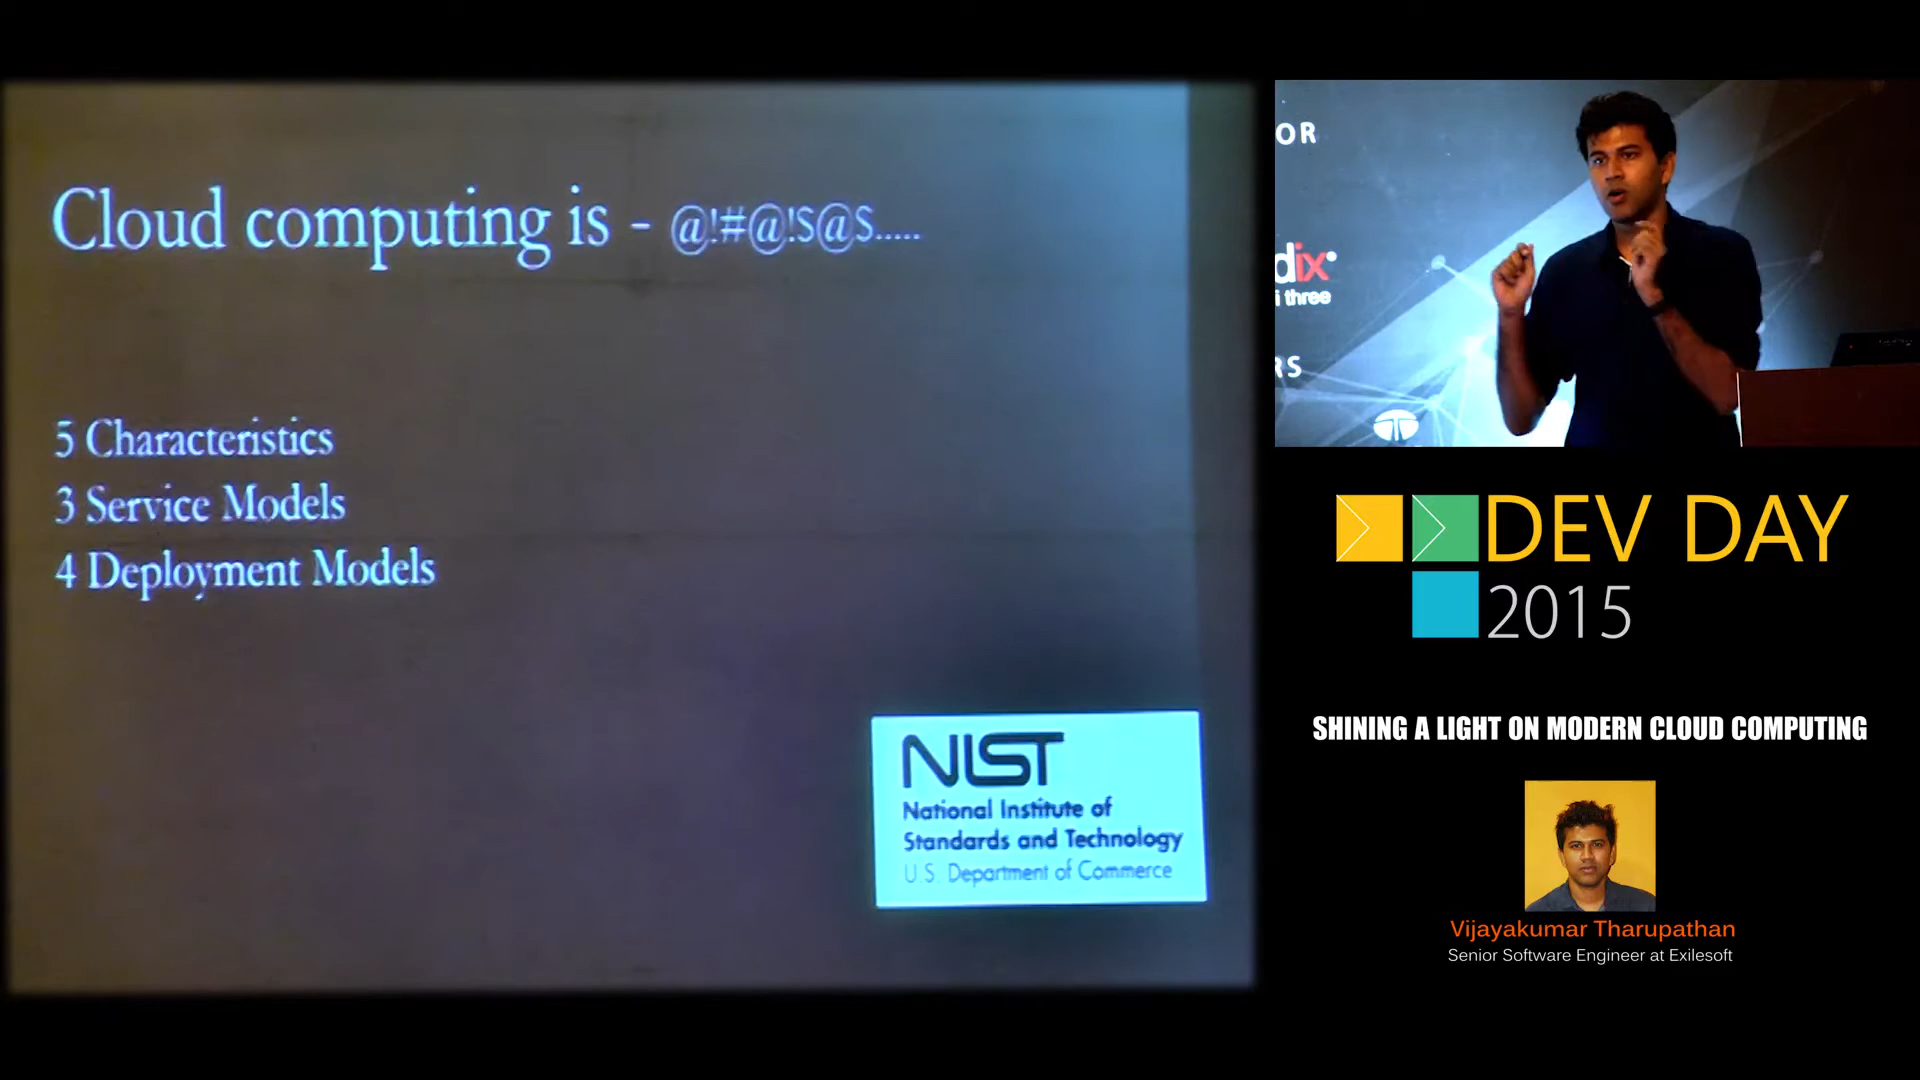 Cloud computing is - @!#@!S@S.....
5 Characteristics
3 Service Models
4 Deployment Models
NIST
National Institute of
Standards and Technology
U.S. Department of Commerce
OR
dix
i three
RS
DEV DAY
2015
SHINING A LIGHT ON MODERN CLOUD COMPUTING
Vijayakumar Tharupathan
Senior Software Engineer at Exilesoft